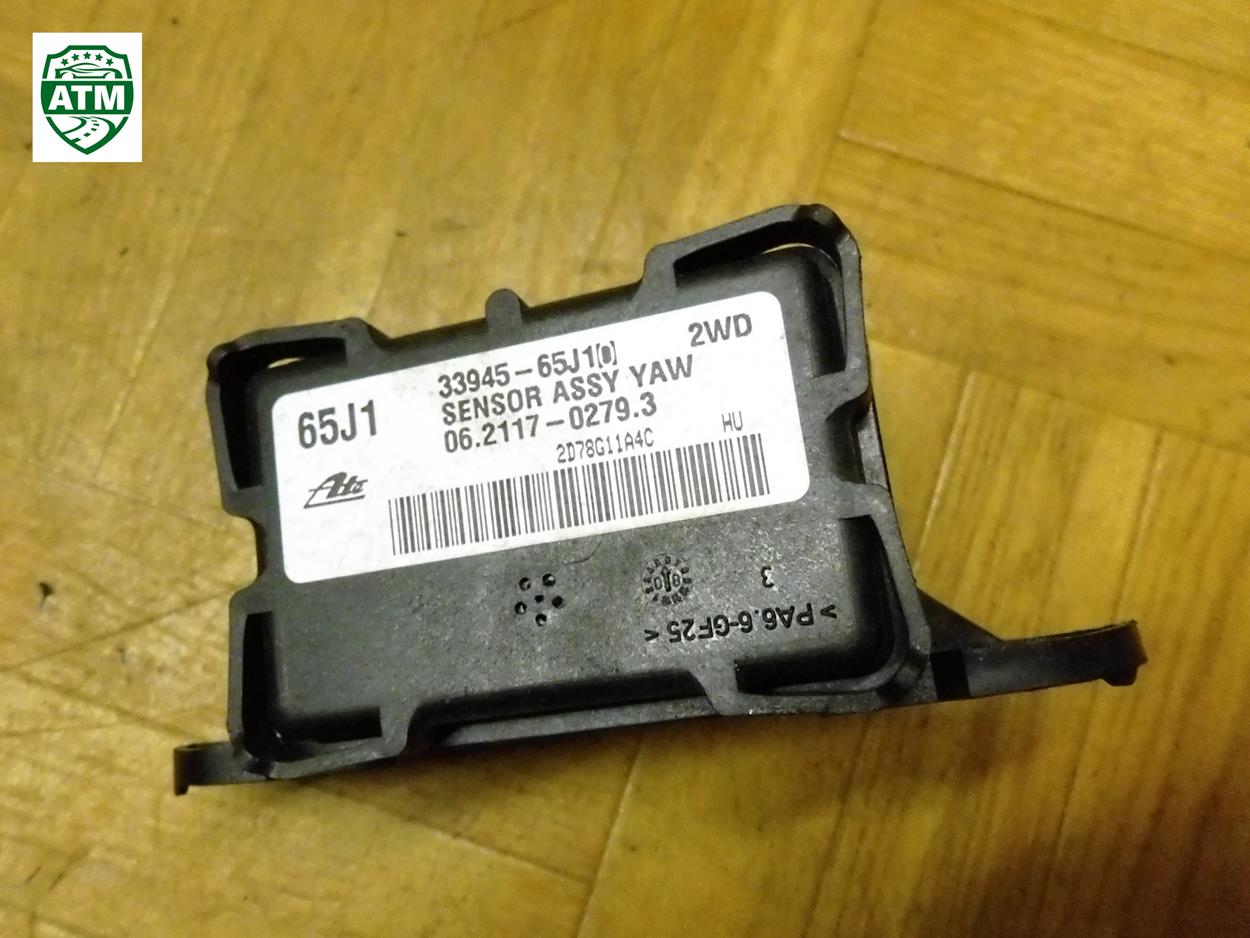 ATM
2WD
33945-65J1[0]
SENSOR ASSY YAW
65J1
06.2117-0279.3
2D78G11A4C HU
Ate
3
>PA6.6-GF25<